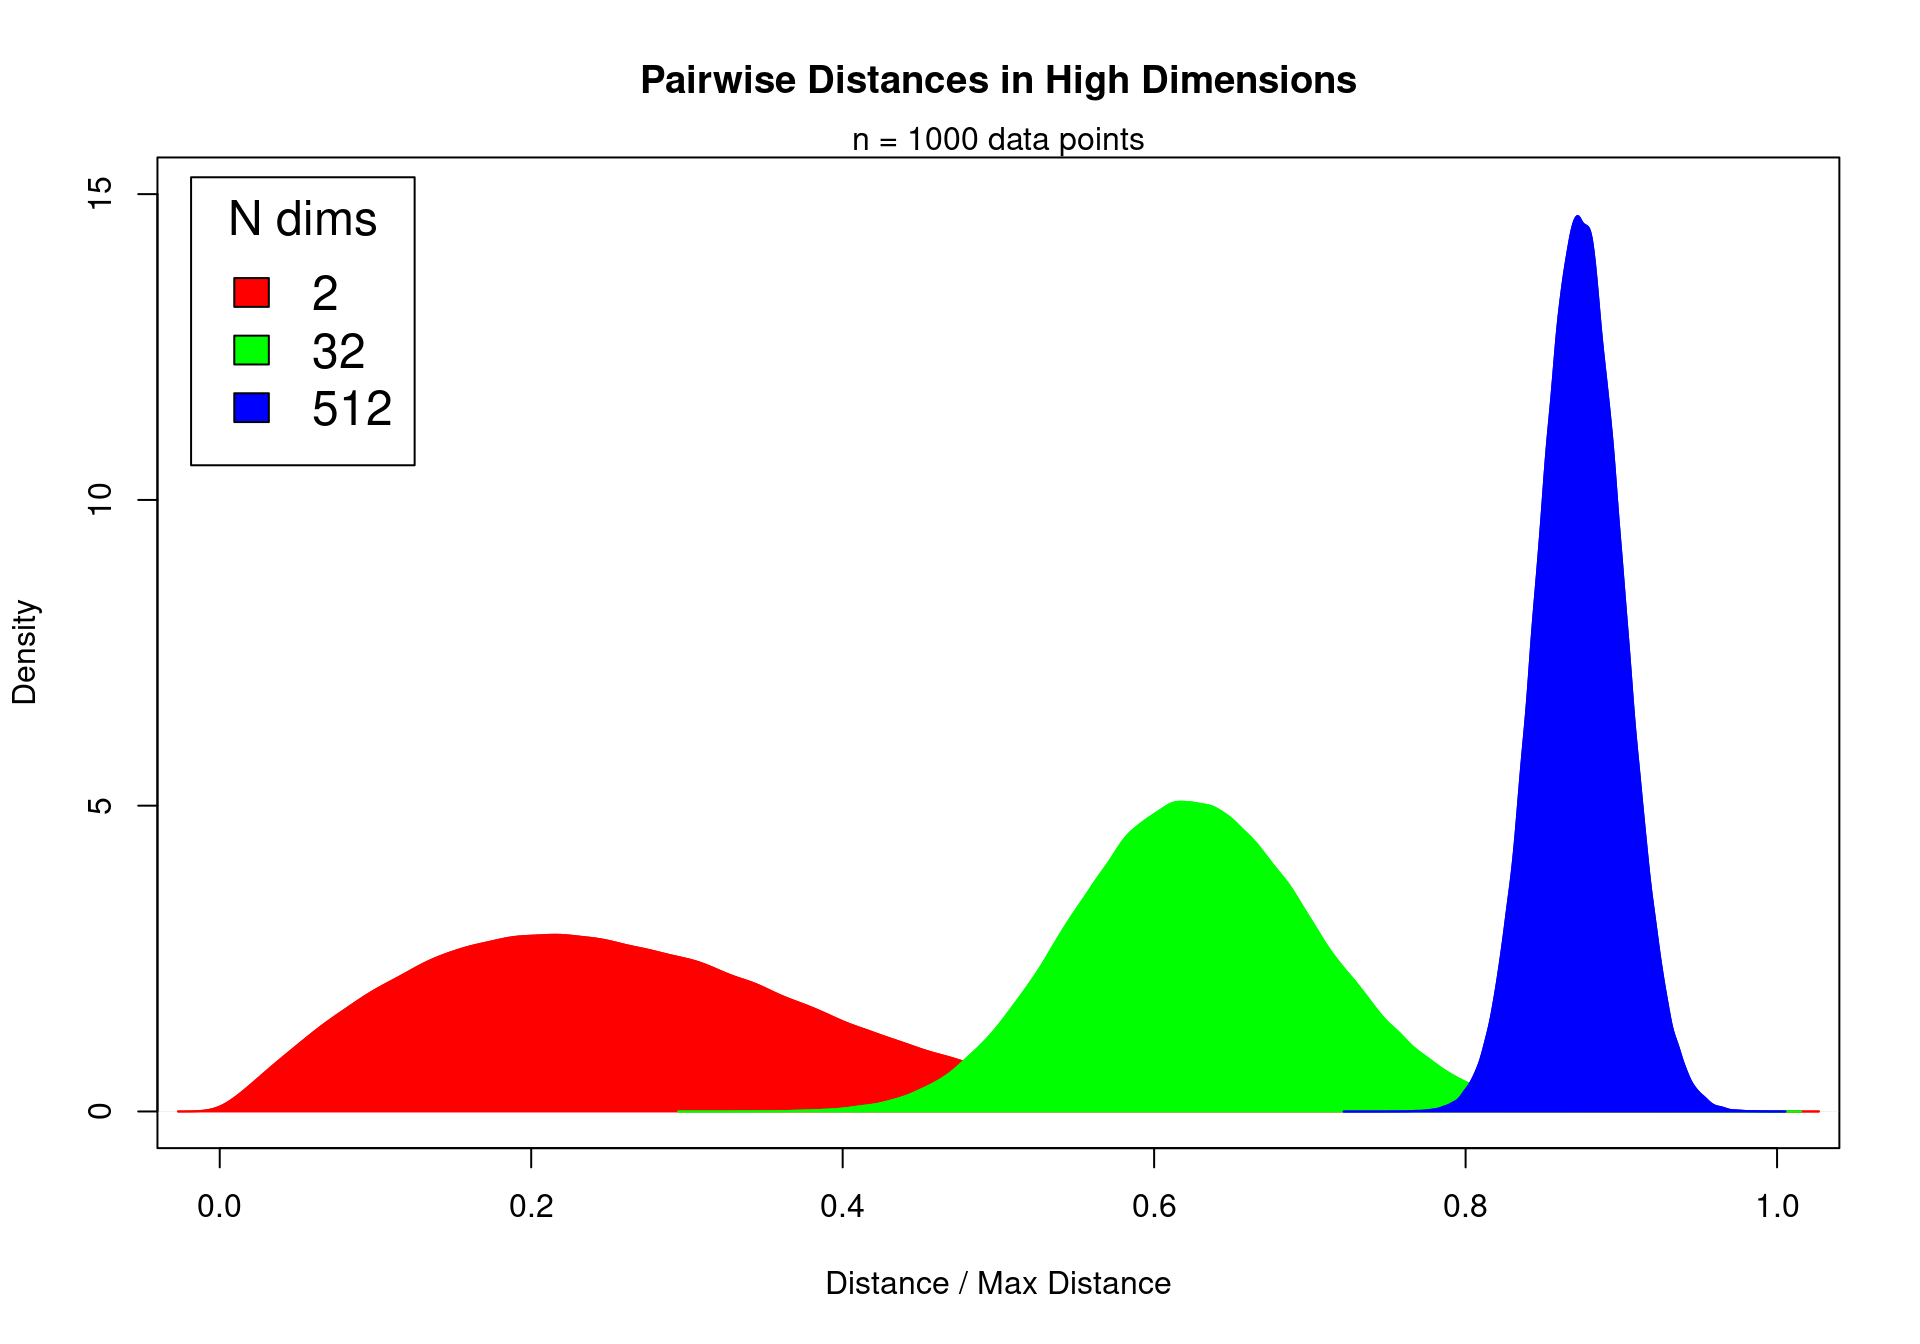 Pairwise Distances in High Dimensions
n = 1000 data points
N dims
2
32
512
15
10
5
0
Density
0.0 0.2 0.4 0.6 0.8 1.0
Distance / Max Distance